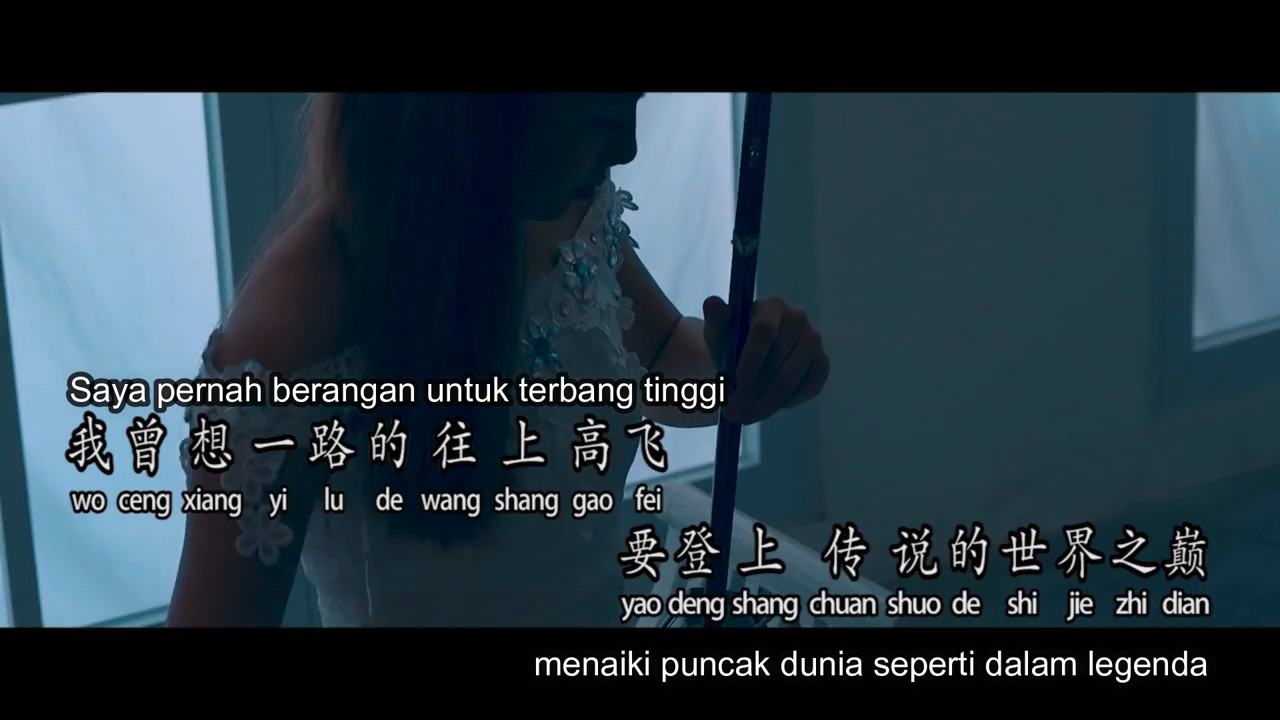 Saya pernah berangan untuk terbang tinggi
我曾想一路的往上高飞
wo ceng xiang yi lu de wang shang gao fei
要登上传说的世界之巅
yao deng shang chuan shuo de shi jie zhi dian
menaiki puncak dunia seperti dalam legenda